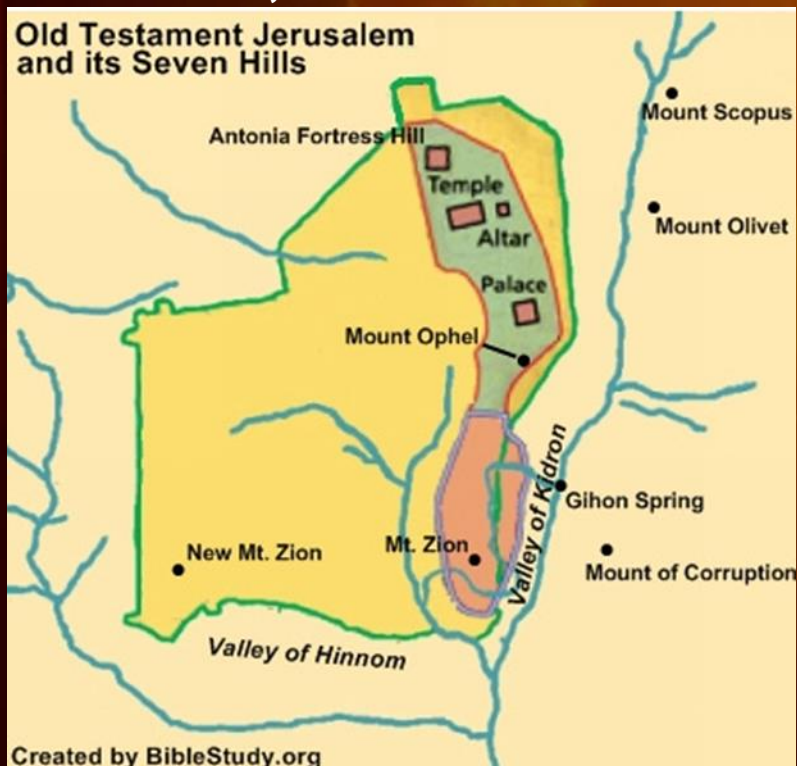 Old Testament Jerusalem
and its Seven Hills
Mount Scopus
Antonia Fortress Hill
Temple
Mount Olivet
Altar
Palace
Mount Ophel
Valley of Kidron
Gihon Spring
Mt. Zion
New Mt. Zion
Mount of Corruption
Valley of Hinnom
Created by BibleStudy.org